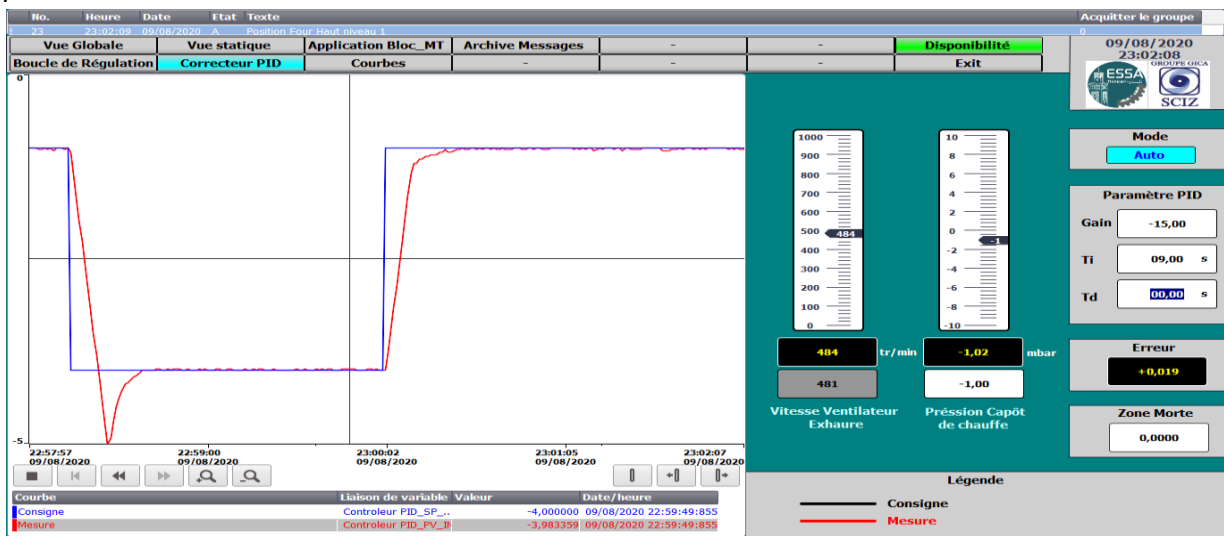 No. Heure Date Etat Texte Acquitter le groupe
! 23 23:02:09 09/08/2020 A Position Four Haut niveau 1 0
Vue Globale Vue statique Application Bloc_MT Archive Messages - - Disponibilité
Boucle de Régulation Correcteur PID Courbes - - - Exit
09/08/2020
23:02:08
ESSA
GROUPE GICA
SCIZ
0
-5
22:57:57 22:59:00 23:00:02 23:01:05 23:02:07
09/08/2020 09/08/2020 09/08/2020 09/08/2020 09/08/2020
Courbe Liaison de variable Valeur Date/heure
Consigne Controleur PID_SP_.. -4,000000 09/08/2020 22:59:49:855
Mesure Controleur PID_PV_IN -3,983359 09/08/2020 22:59:49:855
1000 10
900 8
800 6
700 4
600 2
500 484 0 -1
400 -2
300 -4
200 -6
100 -8
0 -10
484 tr/min -1,02 mbar
481 -1,00
Vitesse Ventilateur Préssion Capôt
Exhaure de chauffe
Mode
Auto
Paramètre PID
Gain -15,00
Ti 09,00 s
Td 00,00 s
Erreur
+0,019
Zone Morte
0,0000
Légende
Consigne
Mesure